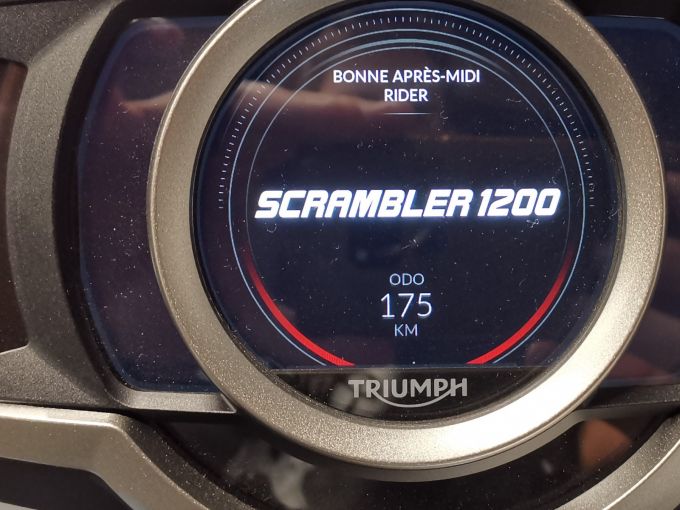 BONNE APRÈS-MIDI
RIDER
SCRAMBLER 1200
ODO
175
KM
TRIUMPH